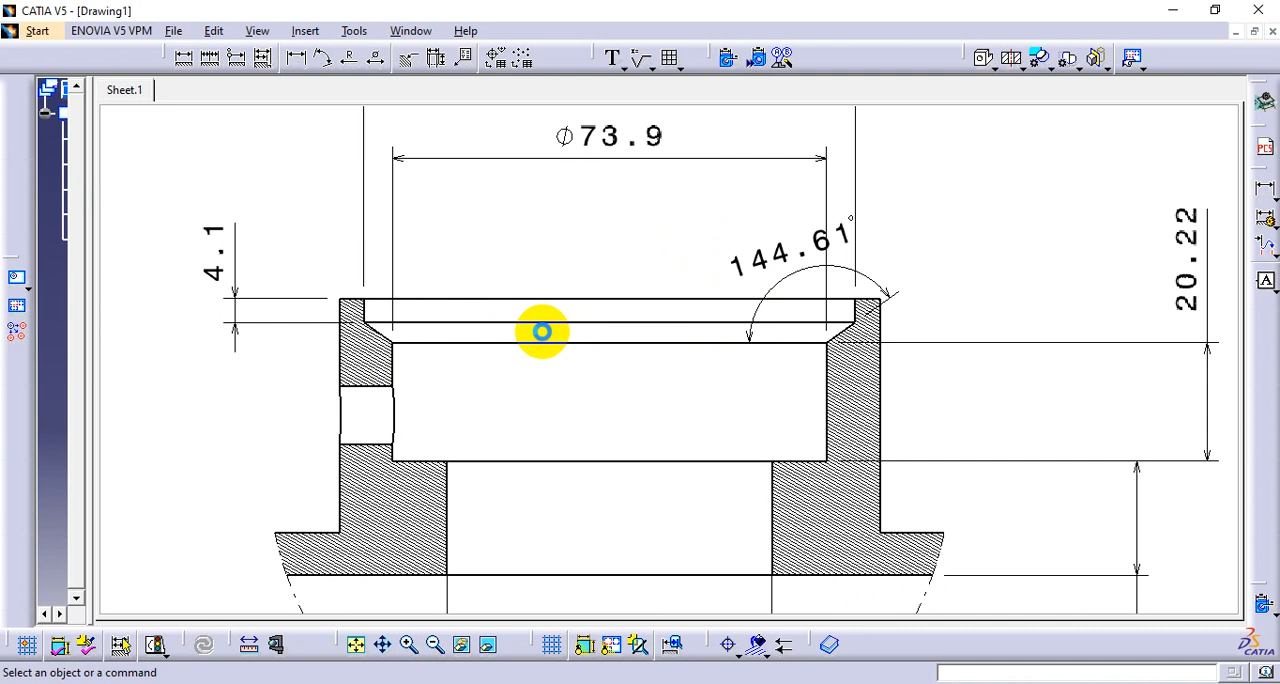 CATIA V5 - [Drawing1]
Start ENOVIA V5 VPM File Edit View Insert Tools Window Help
Sheet.1
Ø73.9
144.61°
4.1
20.22
Select an object or a command
CATIA